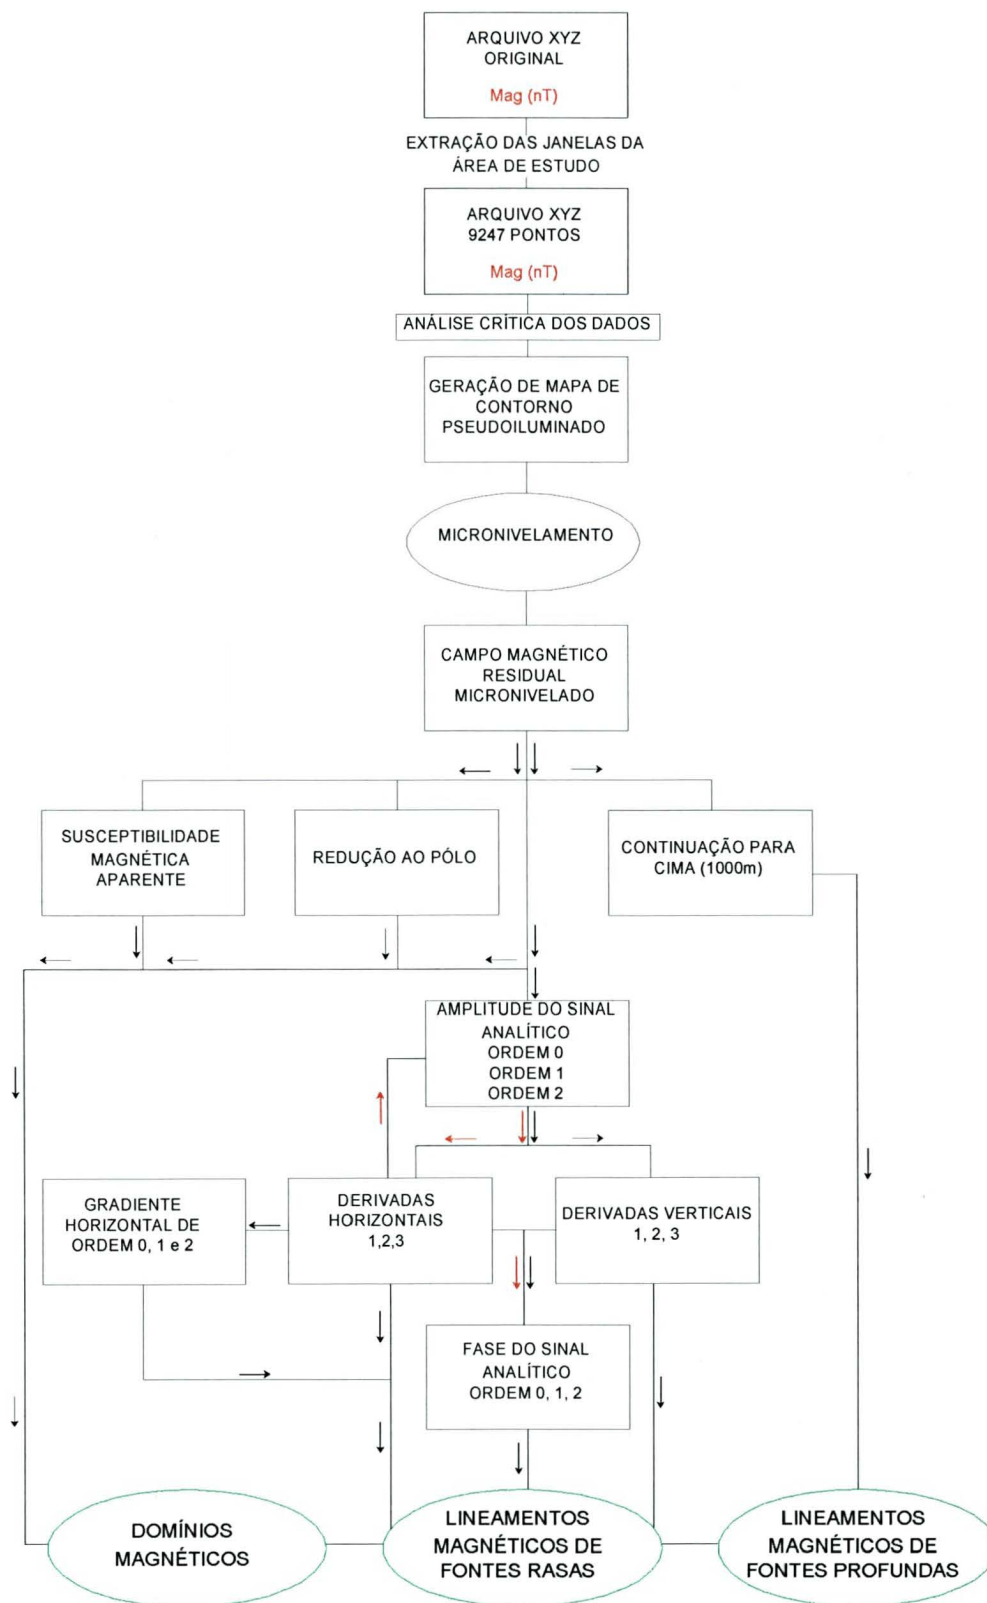 ARQUIVO XYZ
ORIGINAL
Mag (nT)
EXTRAÇÃO DAS JANELAS DA
ÁREA DE ESTUDO
ARQUIVO XYZ
9247 PONTOS
Mag (nT)
ANÁLISE CRÍTICA DOS DADOS
GERAÇÃO DE MAPA DE
CONTORNO
PSEUDOILUMINADO
MICRONIVELAMENTO
CAMPO MAGNÉTICO
RESIDUAL
MICRONIVELADO
SUSCEPTIBILIDADE
MAGNÉTICA
APARENTE
REDUÇÃO AO PÓLO
CONTINUAÇÃO PARA
CIMA (1000m)
AMPLITUDE DO SINAL
ANALÍTICO
ORDEM 0
ORDEM 1
ORDEM 2
GRADIENTE
HORIZONTAL DE
ORDEM 0, 1 e 2
DERIVADAS
HORIZONTAIS
1,2,3
DERIVADAS VERTICAIS
1, 2, 3
FASE DO SINAL
ANALÍTICO
ORDEM 0, 1, 2
DOMÍNIOS
MAGNÉTICOS
LINEAMENTOS
MAGNÉTICOS DE
FONTES RASAS
LINEAMENTOS
MAGNÉTICOS DE
FONTES PROFUNDAS